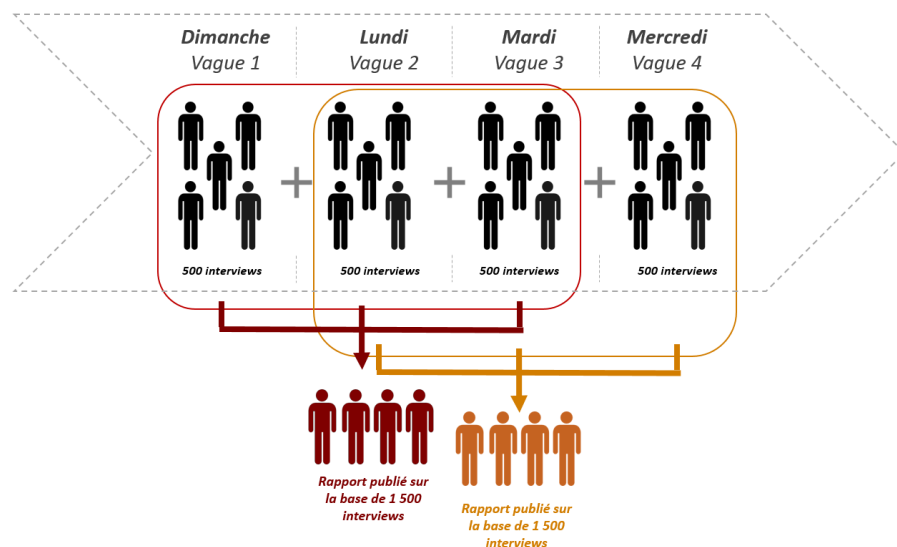 Dimanche
Vague 1
Lundi
Vague 2
Mardi
Vague 3
Mercredi
Vague 4
500 interviews
500 interviews
500 interviews
500 interviews
Rapport publié sur
la base de 1 500
interviews
Rapport publié sur
la base de 1 500
interviews